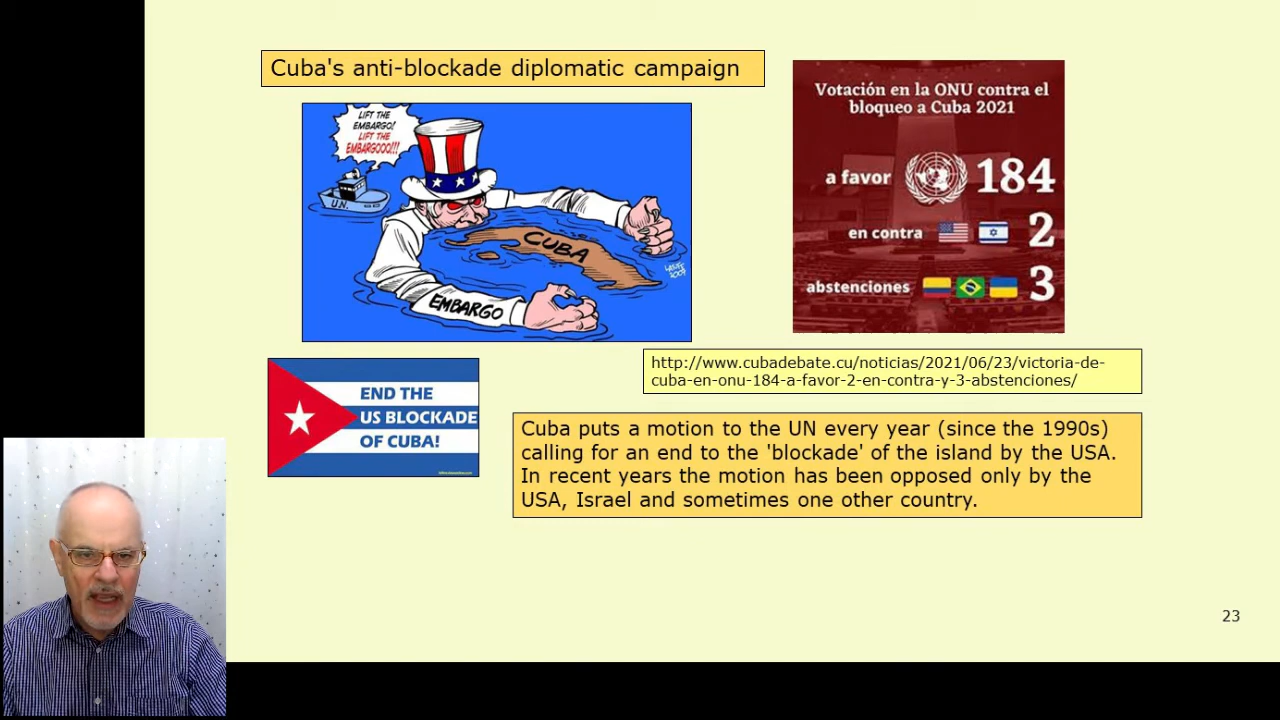 Cuba's anti-blockade diplomatic campaign
LIFT THE
EMBARGO!
LIFT THE
EMBARGOOO!!!
U.N.
CUBA
EMBARGO
2009
Votación en la ONU contra el
bloqueo a Cuba 2021
a favor 184
en contra 2
abstenciones 3
http://www.cubadebate.cu/noticias/2021/06/23/victoria-de-
cuba-en-onu-184-a-favor-2-en-contra-y-3-abstenciones/
END THE
US BLOCKADE
OF CUBA!
Cuba puts a motion to the UN every year (since the 1990s)
calling for an end to the 'blockade' of the island by the USA.
In recent years the motion has been opposed only by the
USA, Israel and sometimes one other country.
23